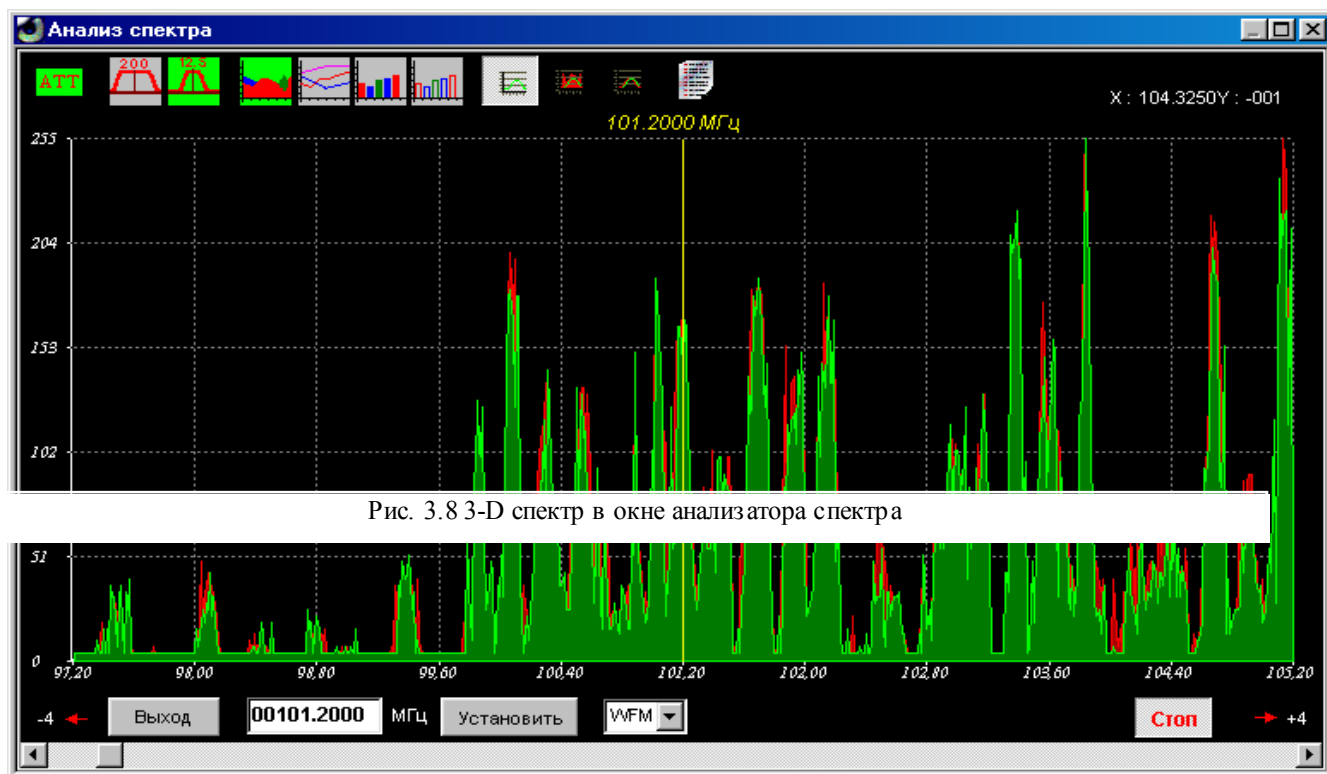 Анализ спектра
ATT
200
12.5
X : 104.3250Y : -001
101.2000 МГц
255
204
153
102
Рис. 3.8 3-D спектр в окне анализатора спектра
51
0
97,20 98,00 98,80 99,60 100,40 101,20 102,00 102,80 103,60 104,40 105,20
-4 Выход 00101.2000 МГц Установить WFM Стоп +4